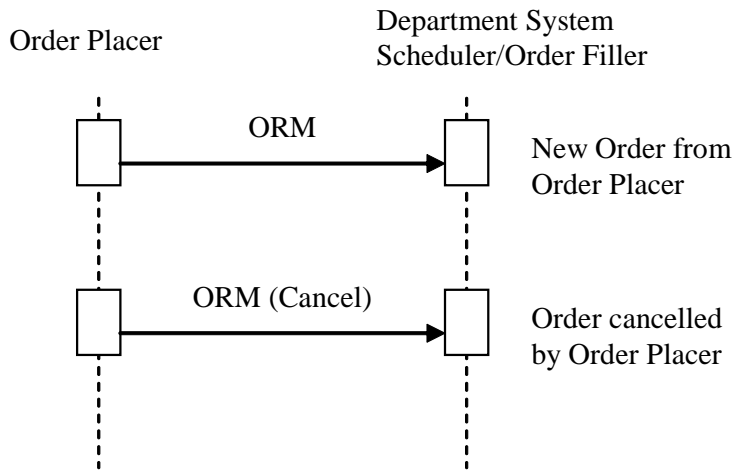 Order Placer
Department System
Scheduler/Order Filler
ORM
New Order from
Order Placer
ORM (Cancel)
Order cancelled
by Order Placer